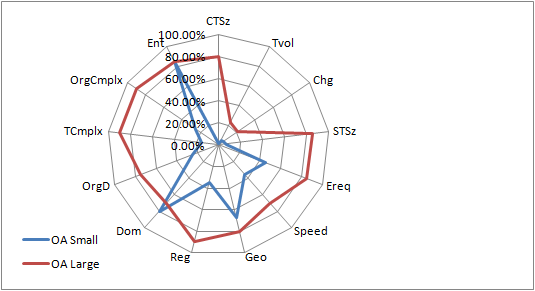 CTSz
100.00%
Ent
Tvol
80.00%
OrgCmplx
60.00%
Chg
40.00%
20.00%
TCmplx
0.00%
STSz
OrgD
Ereq
Dom
Speed
Reg
Geo
OA Small
OA Large